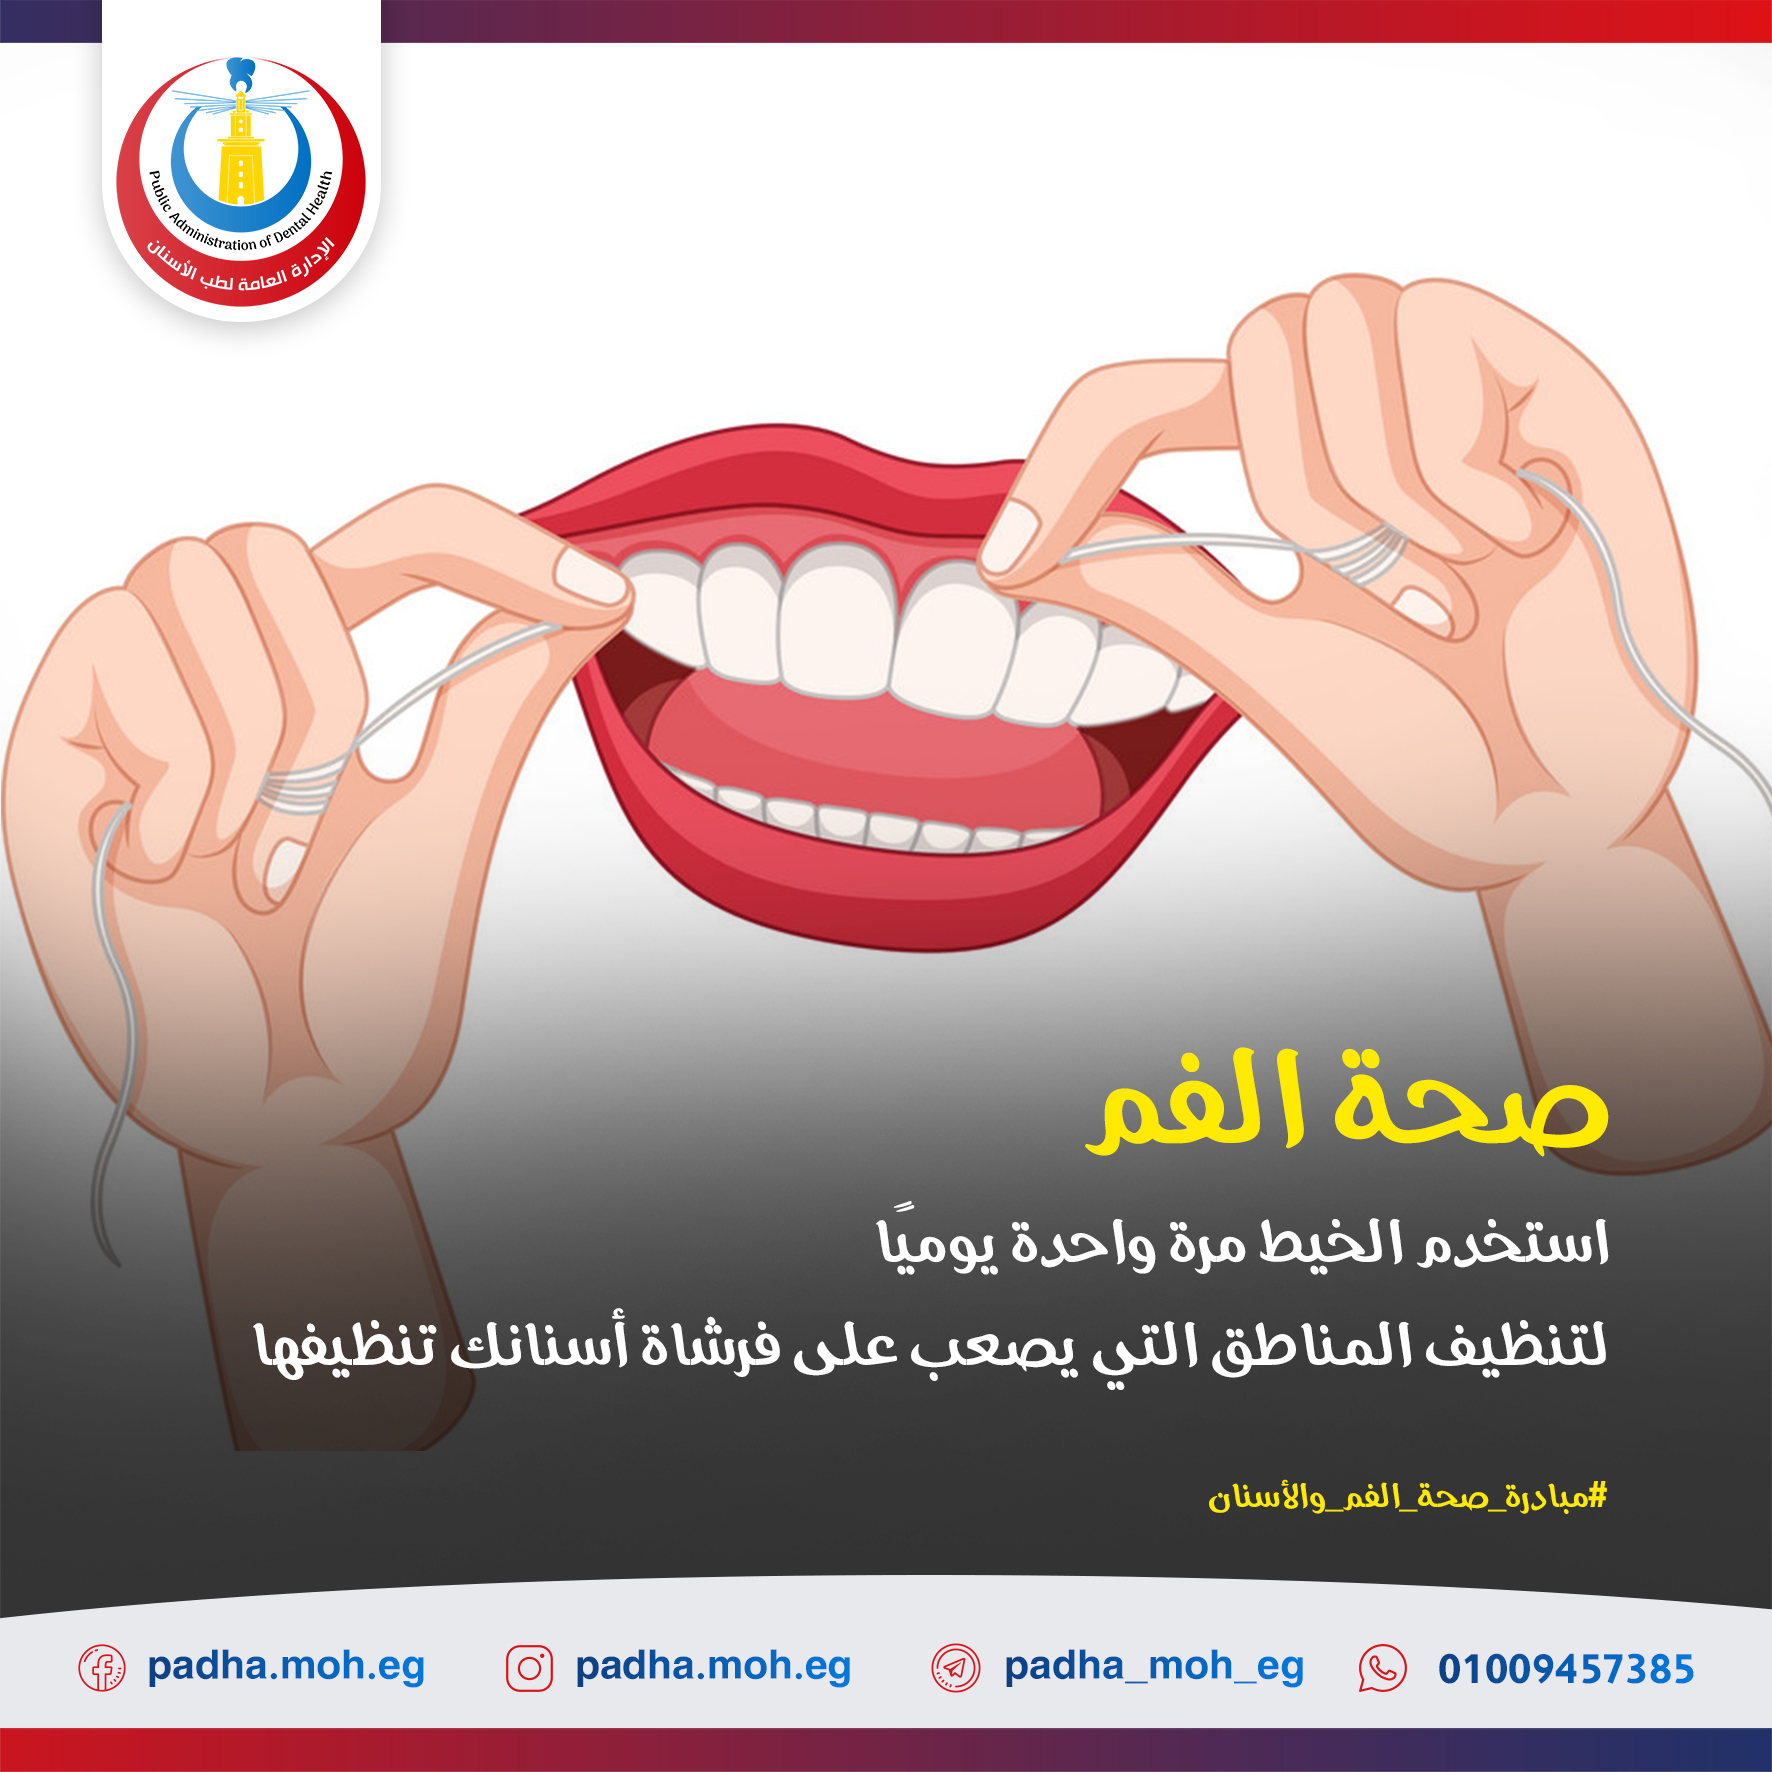 Public Administration of Dental Health
الإدارة العامة لطب الأسنان
صحة الفم
استخدم الخيط مرة واحدة يوميًا
لتنظيف المناطق التي يصعب على فرشاة أسنانك تنظيفها
#مبادرة_صحة_الفم_والأسنان
padha.moh.eg padha.moh.eg padha_moh_eg 01009457385